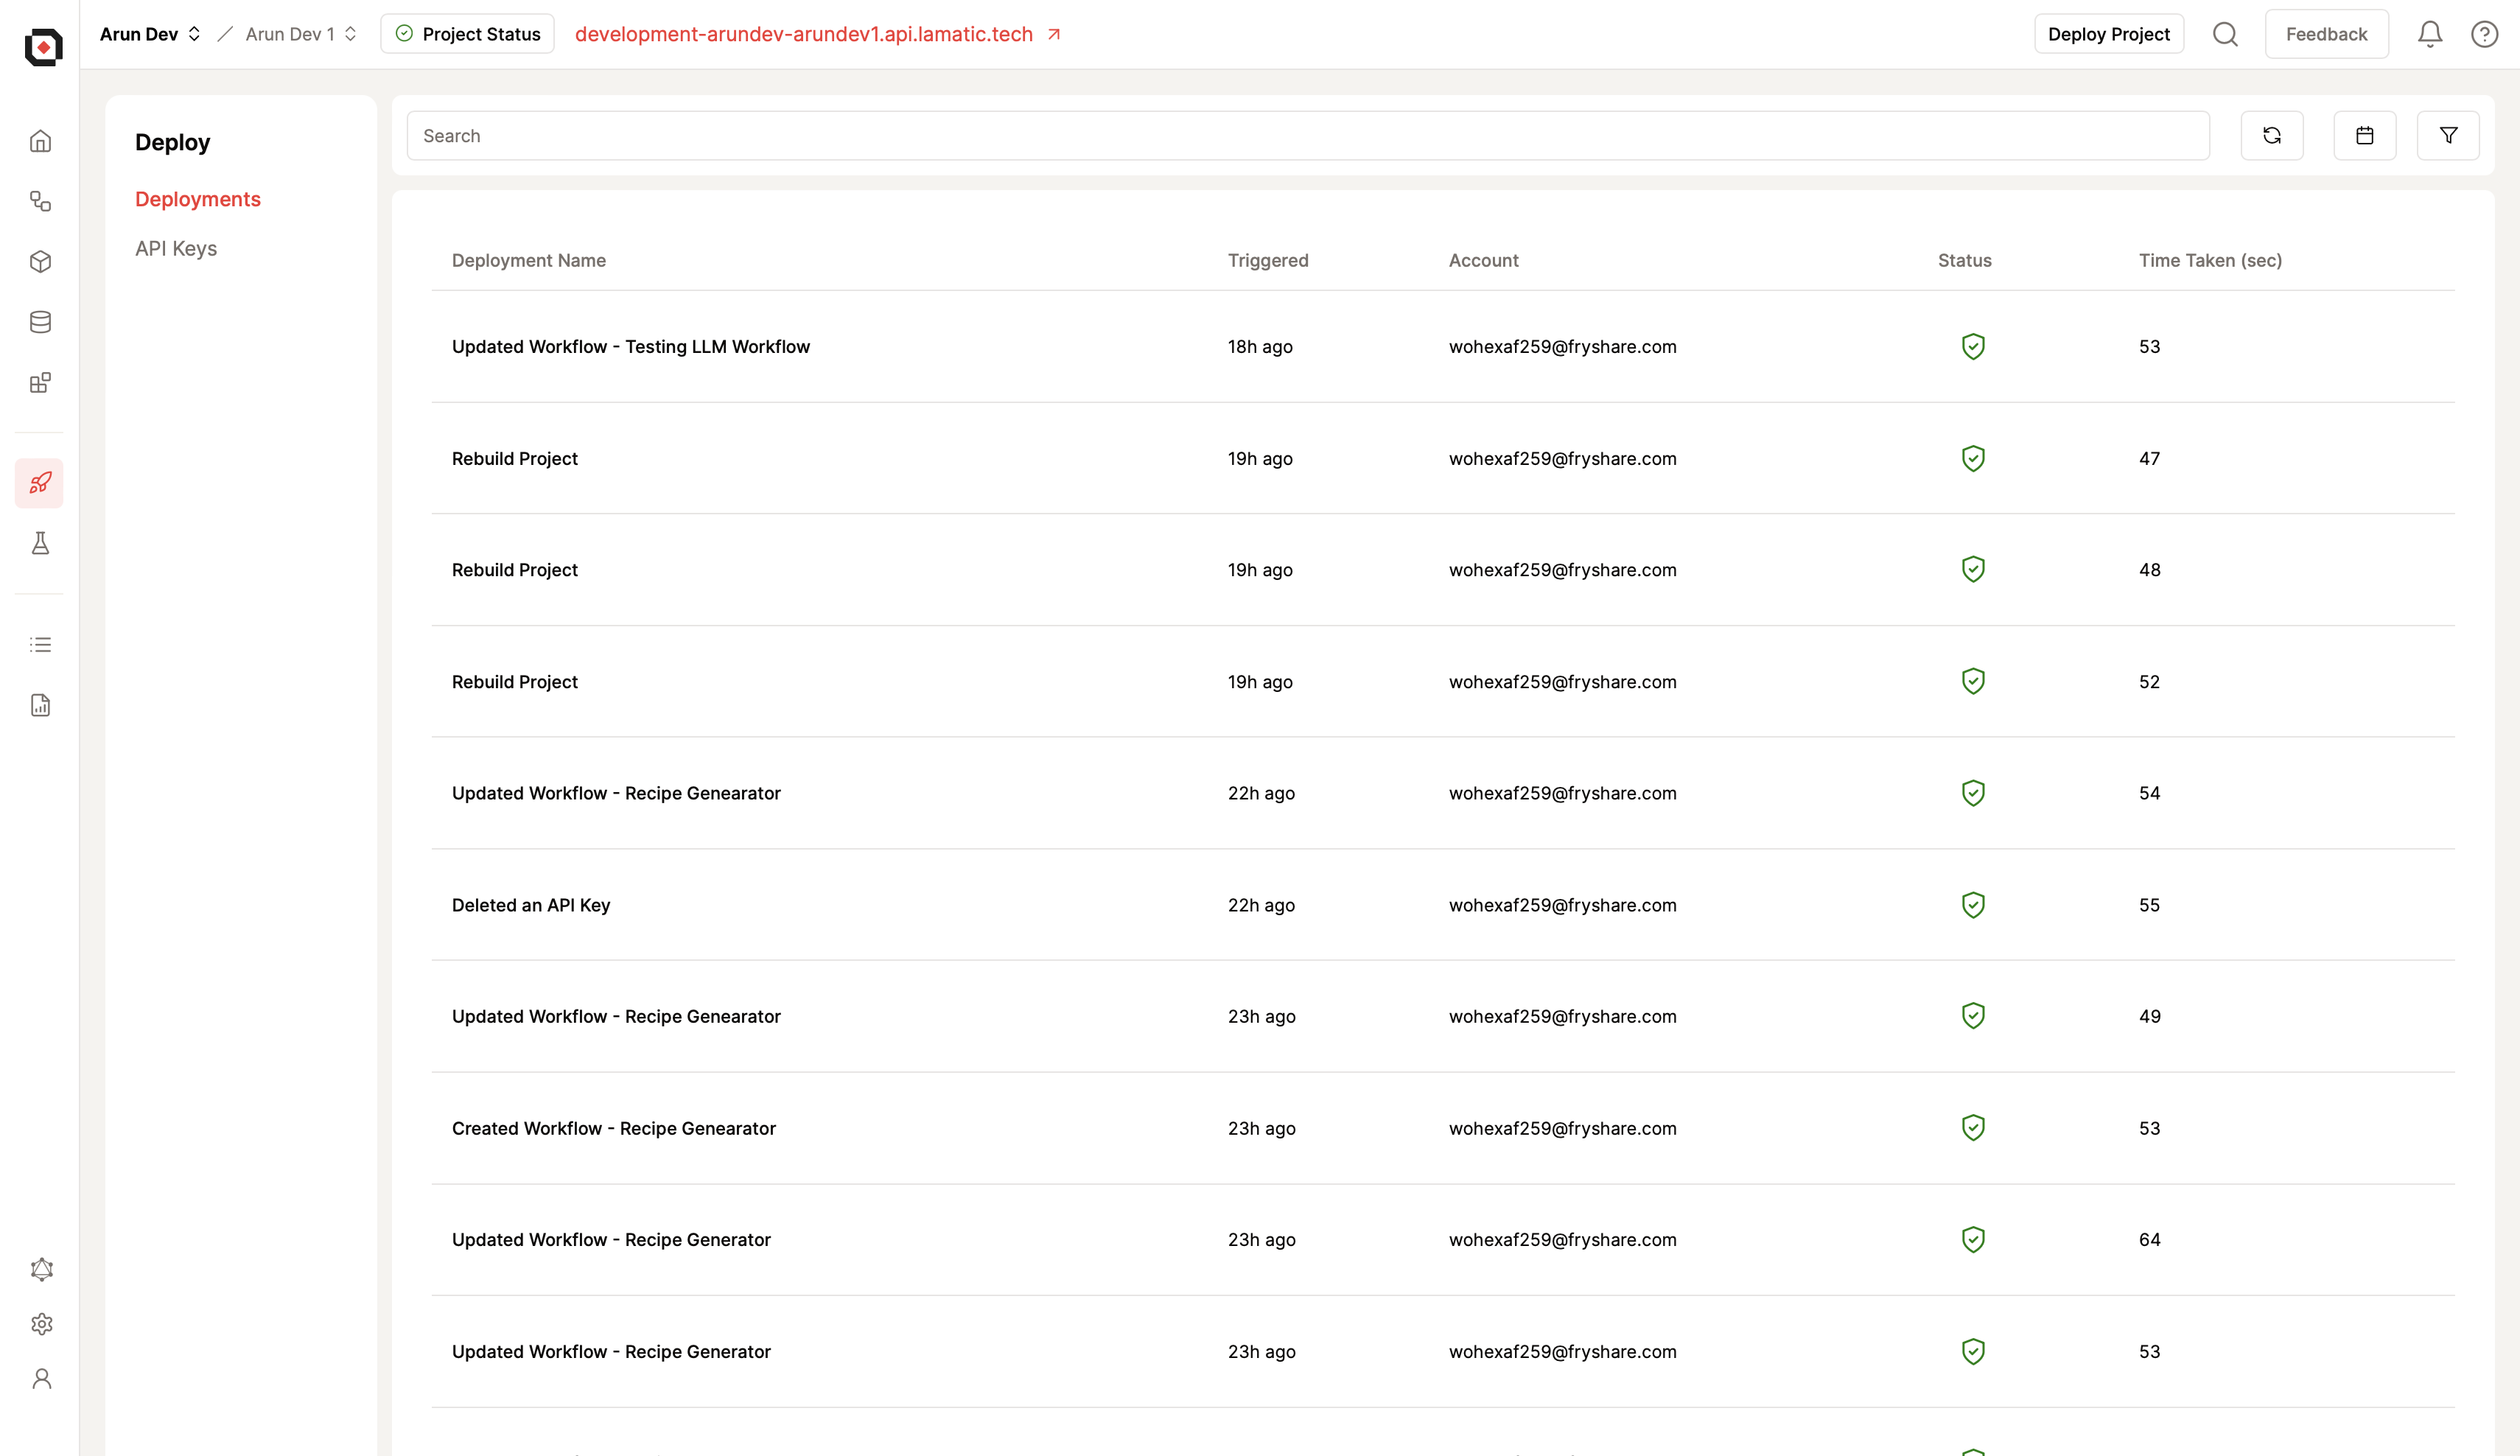 Arun Dev / Arun Dev 1 Project Status development-arundev-arundev1.api.lamatic.tech Deploy Project Feedback
Deploy
Deployments
API Keys
Search
Deployment Name Triggered Account Status Time Taken (sec)
Updated Workflow - Testing LLM Workflow 18h ago wohexaf259@fryshare.com 53
Rebuild Project 19h ago wohexaf259@fryshare.com 47
Rebuild Project 19h ago wohexaf259@fryshare.com 48
Rebuild Project 19h ago wohexaf259@fryshare.com 52
Updated Workflow - Recipe Genearator 22h ago wohexaf259@fryshare.com 54
Deleted an API Key 22h ago wohexaf259@fryshare.com 55
Updated Workflow - Recipe Genearator 23h ago wohexaf259@fryshare.com 49
Created Workflow - Recipe Genearator 23h ago wohexaf259@fryshare.com 53
Updated Workflow - Recipe Generator 23h ago wohexaf259@fryshare.com 64
Updated Workflow - Recipe Generator 23h ago wohexaf259@fryshare.com 53